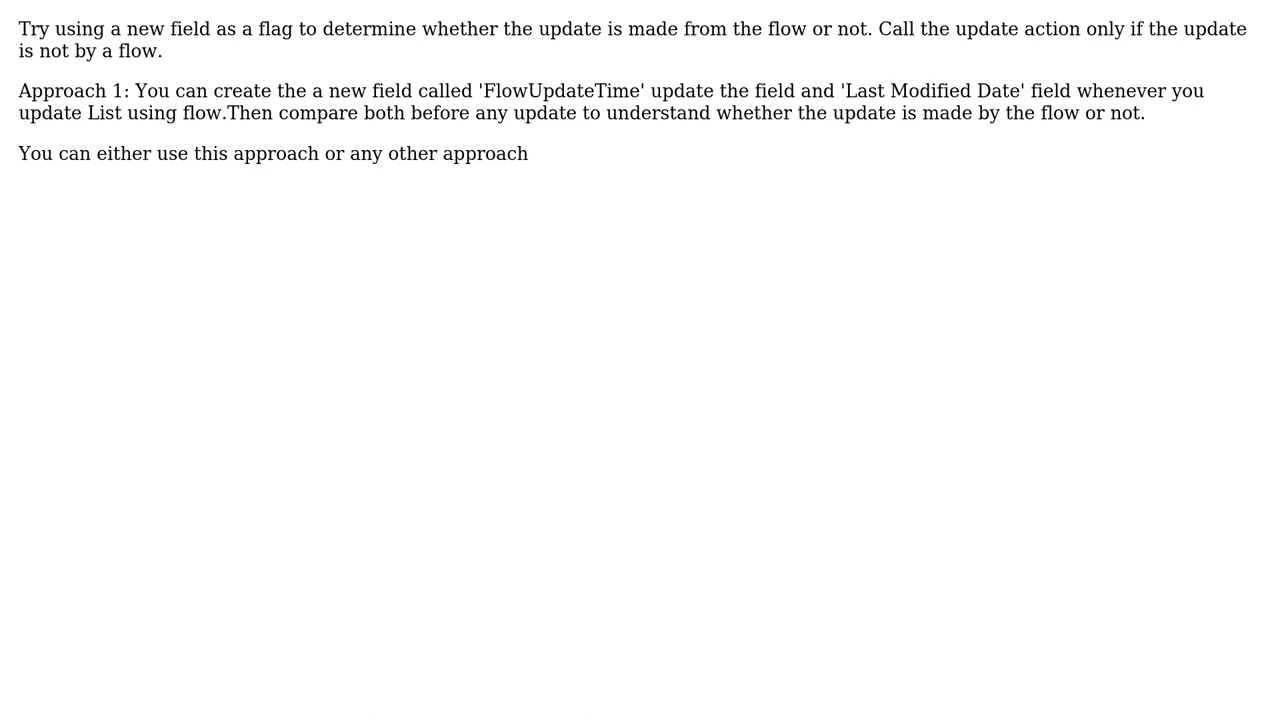 Try using a new field as a flag to determine whether the update is made from the flow or not. Call the update action only if the update
is not by a flow.
Approach 1: You can create the a new field called 'FlowUpdateTime' update the field and 'Last Modified Date' field whenever you
update List using flow.Then compare both before any update to understand whether the update is made by the flow or not.
You can either use this approach or any other approach